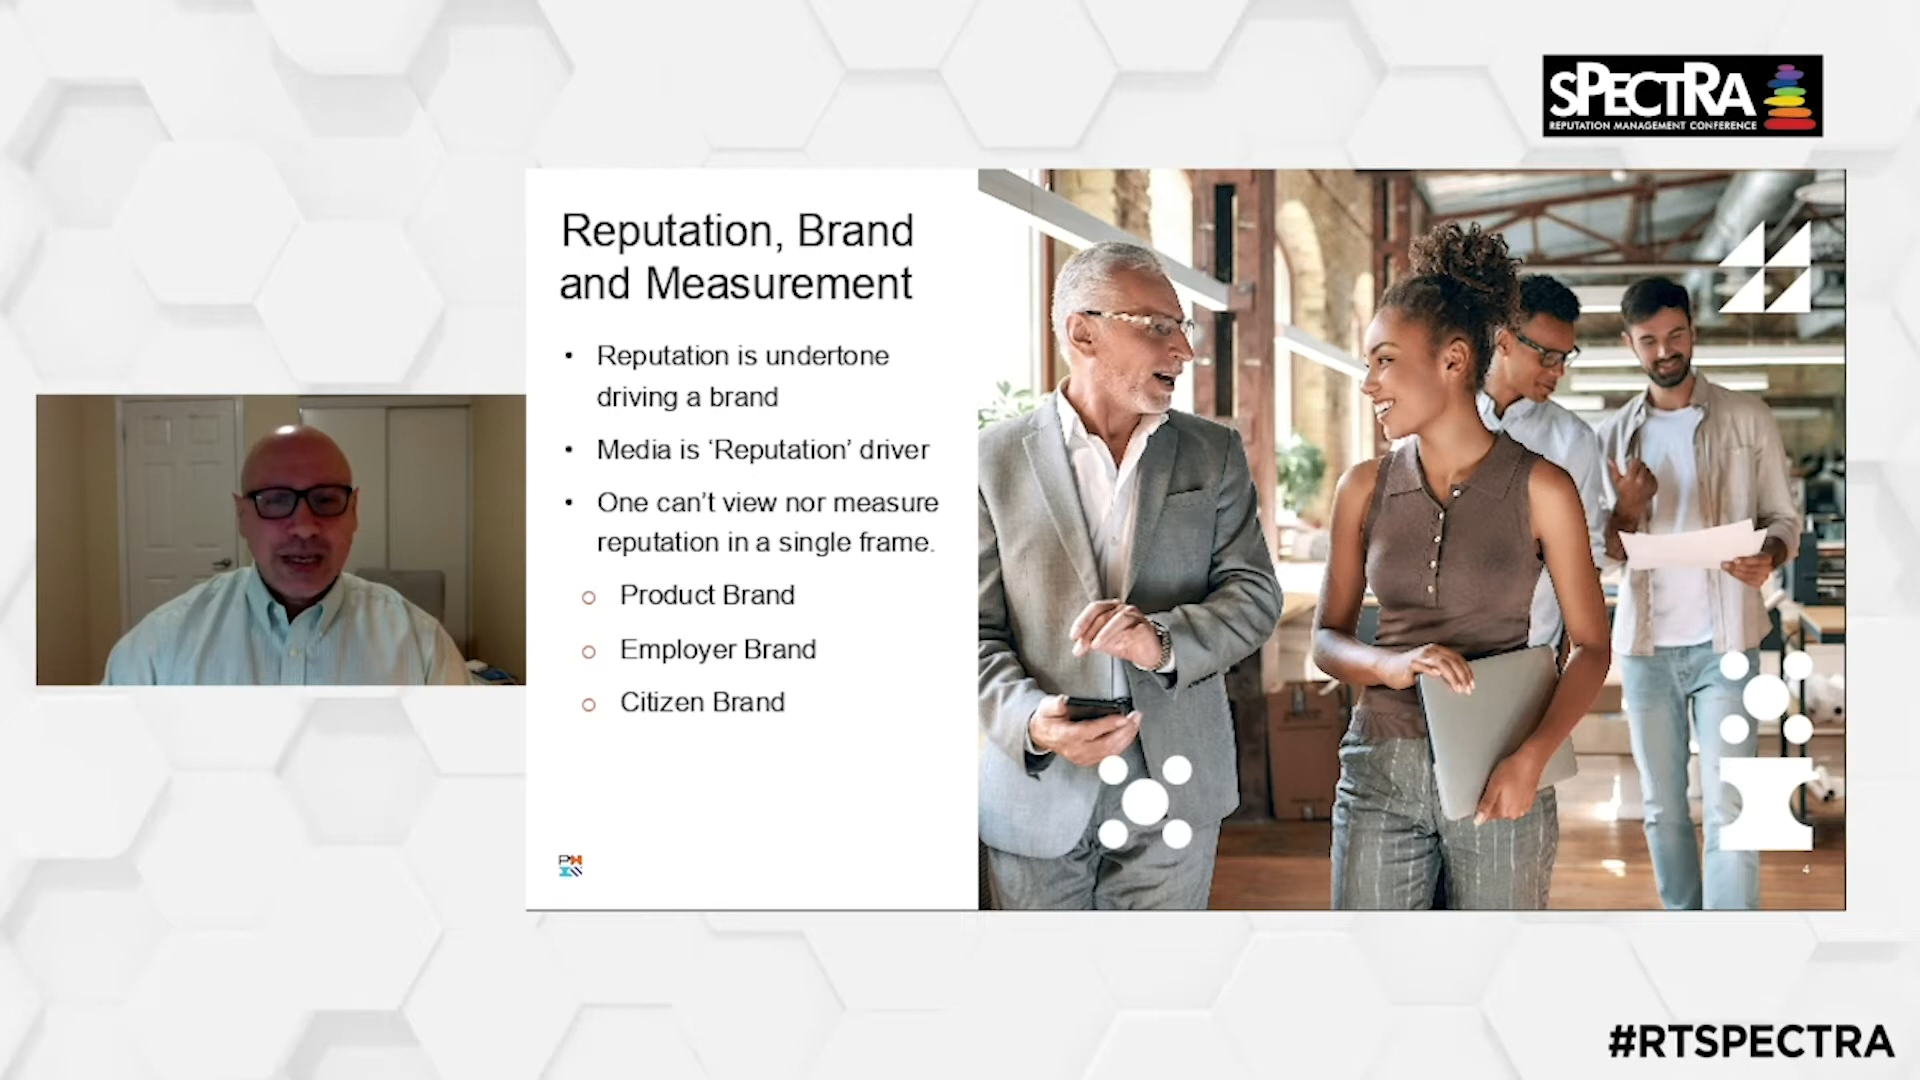 SPECTRA
REPUTATION MANAGEMENT CONFERENCE
Reputation, Brand
and Measurement
• Reputation is undertone
driving a brand
• Media is ‘Reputation’ driver
• One can’t view nor measure
reputation in a single frame.
○ Product Brand
○ Employer Brand
○ Citizen Brand
4
#RTSPECTRA